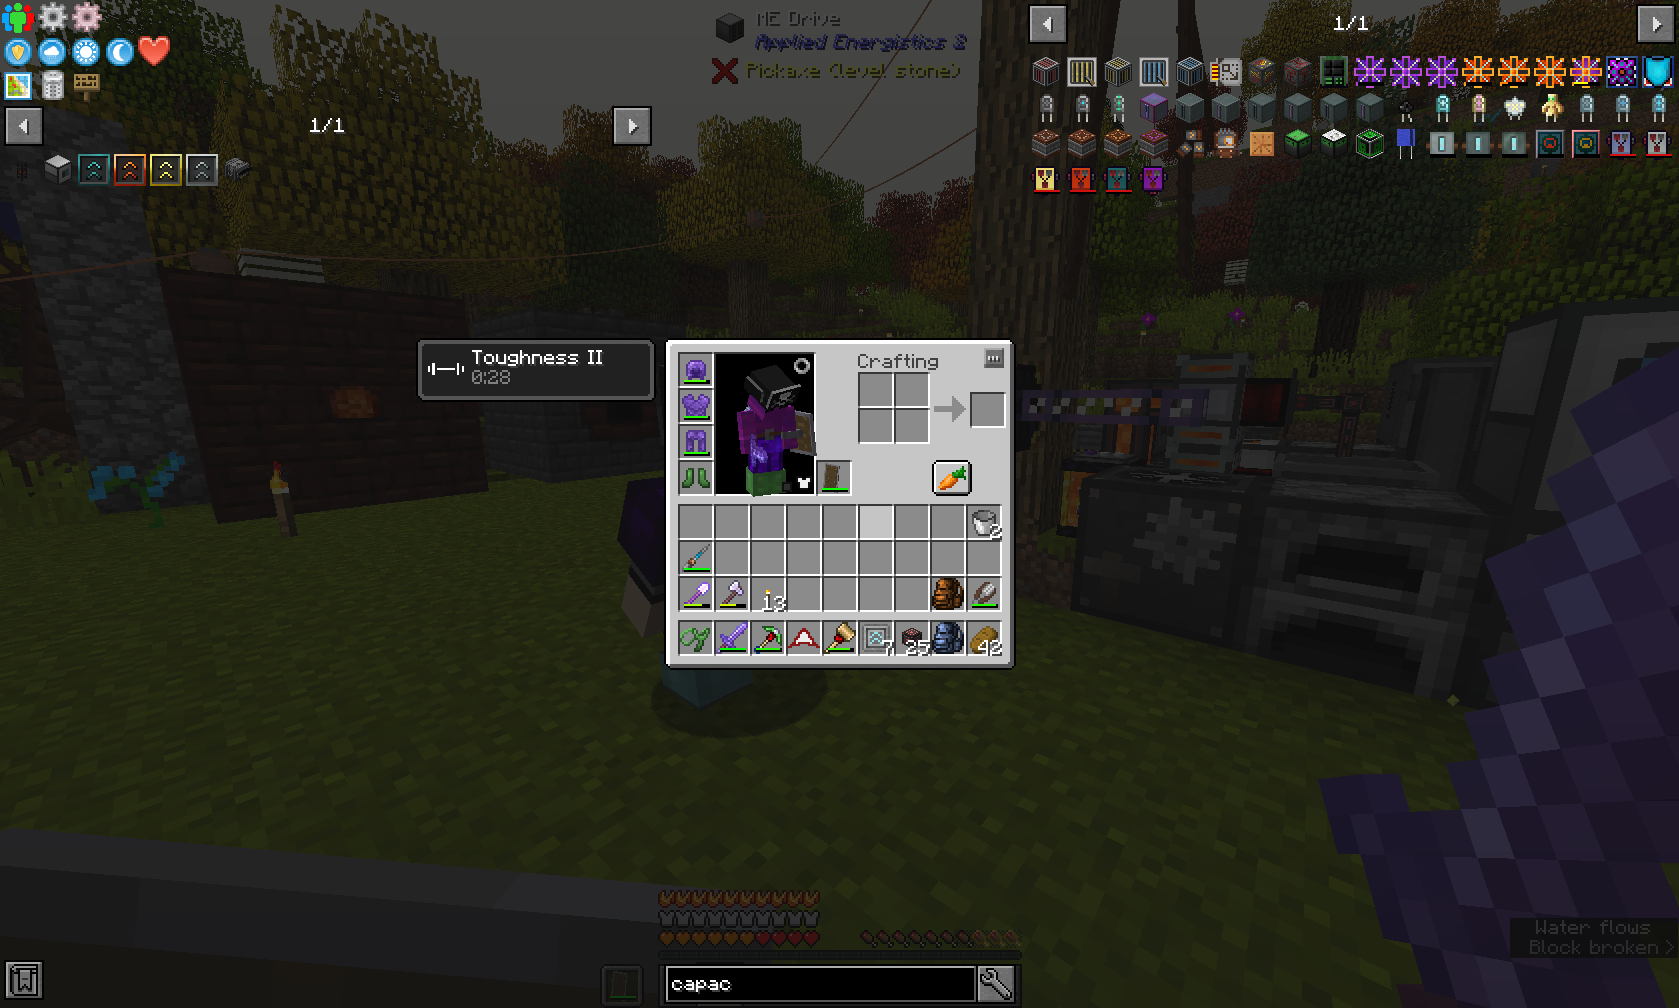 ME Drive
Applied Energistics 2
Pickaxe (level stone)
1/1
1/1
Toughness II
0:28
Crafting
2
13
7
25
42
Water flows
Block broken >
capac